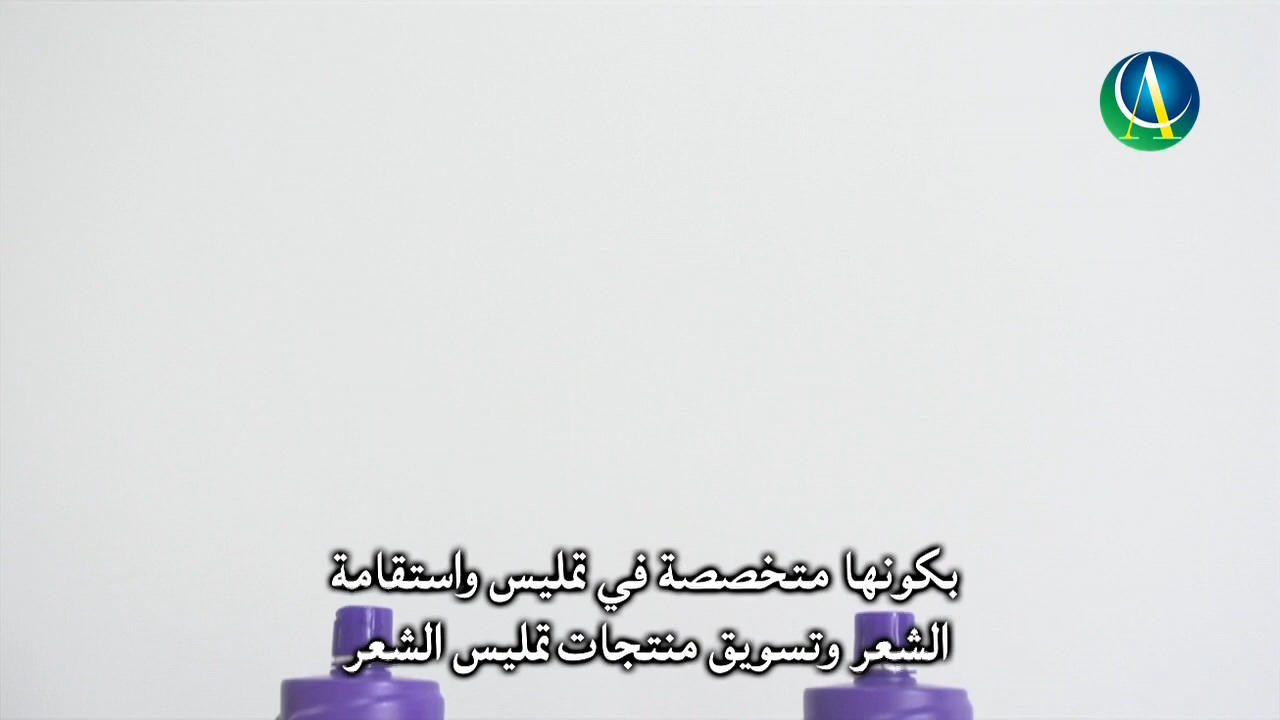 A
بكونها متخصصة في تمليس واستقامة
الشعر وتسويق منتجات تمليس الشعر